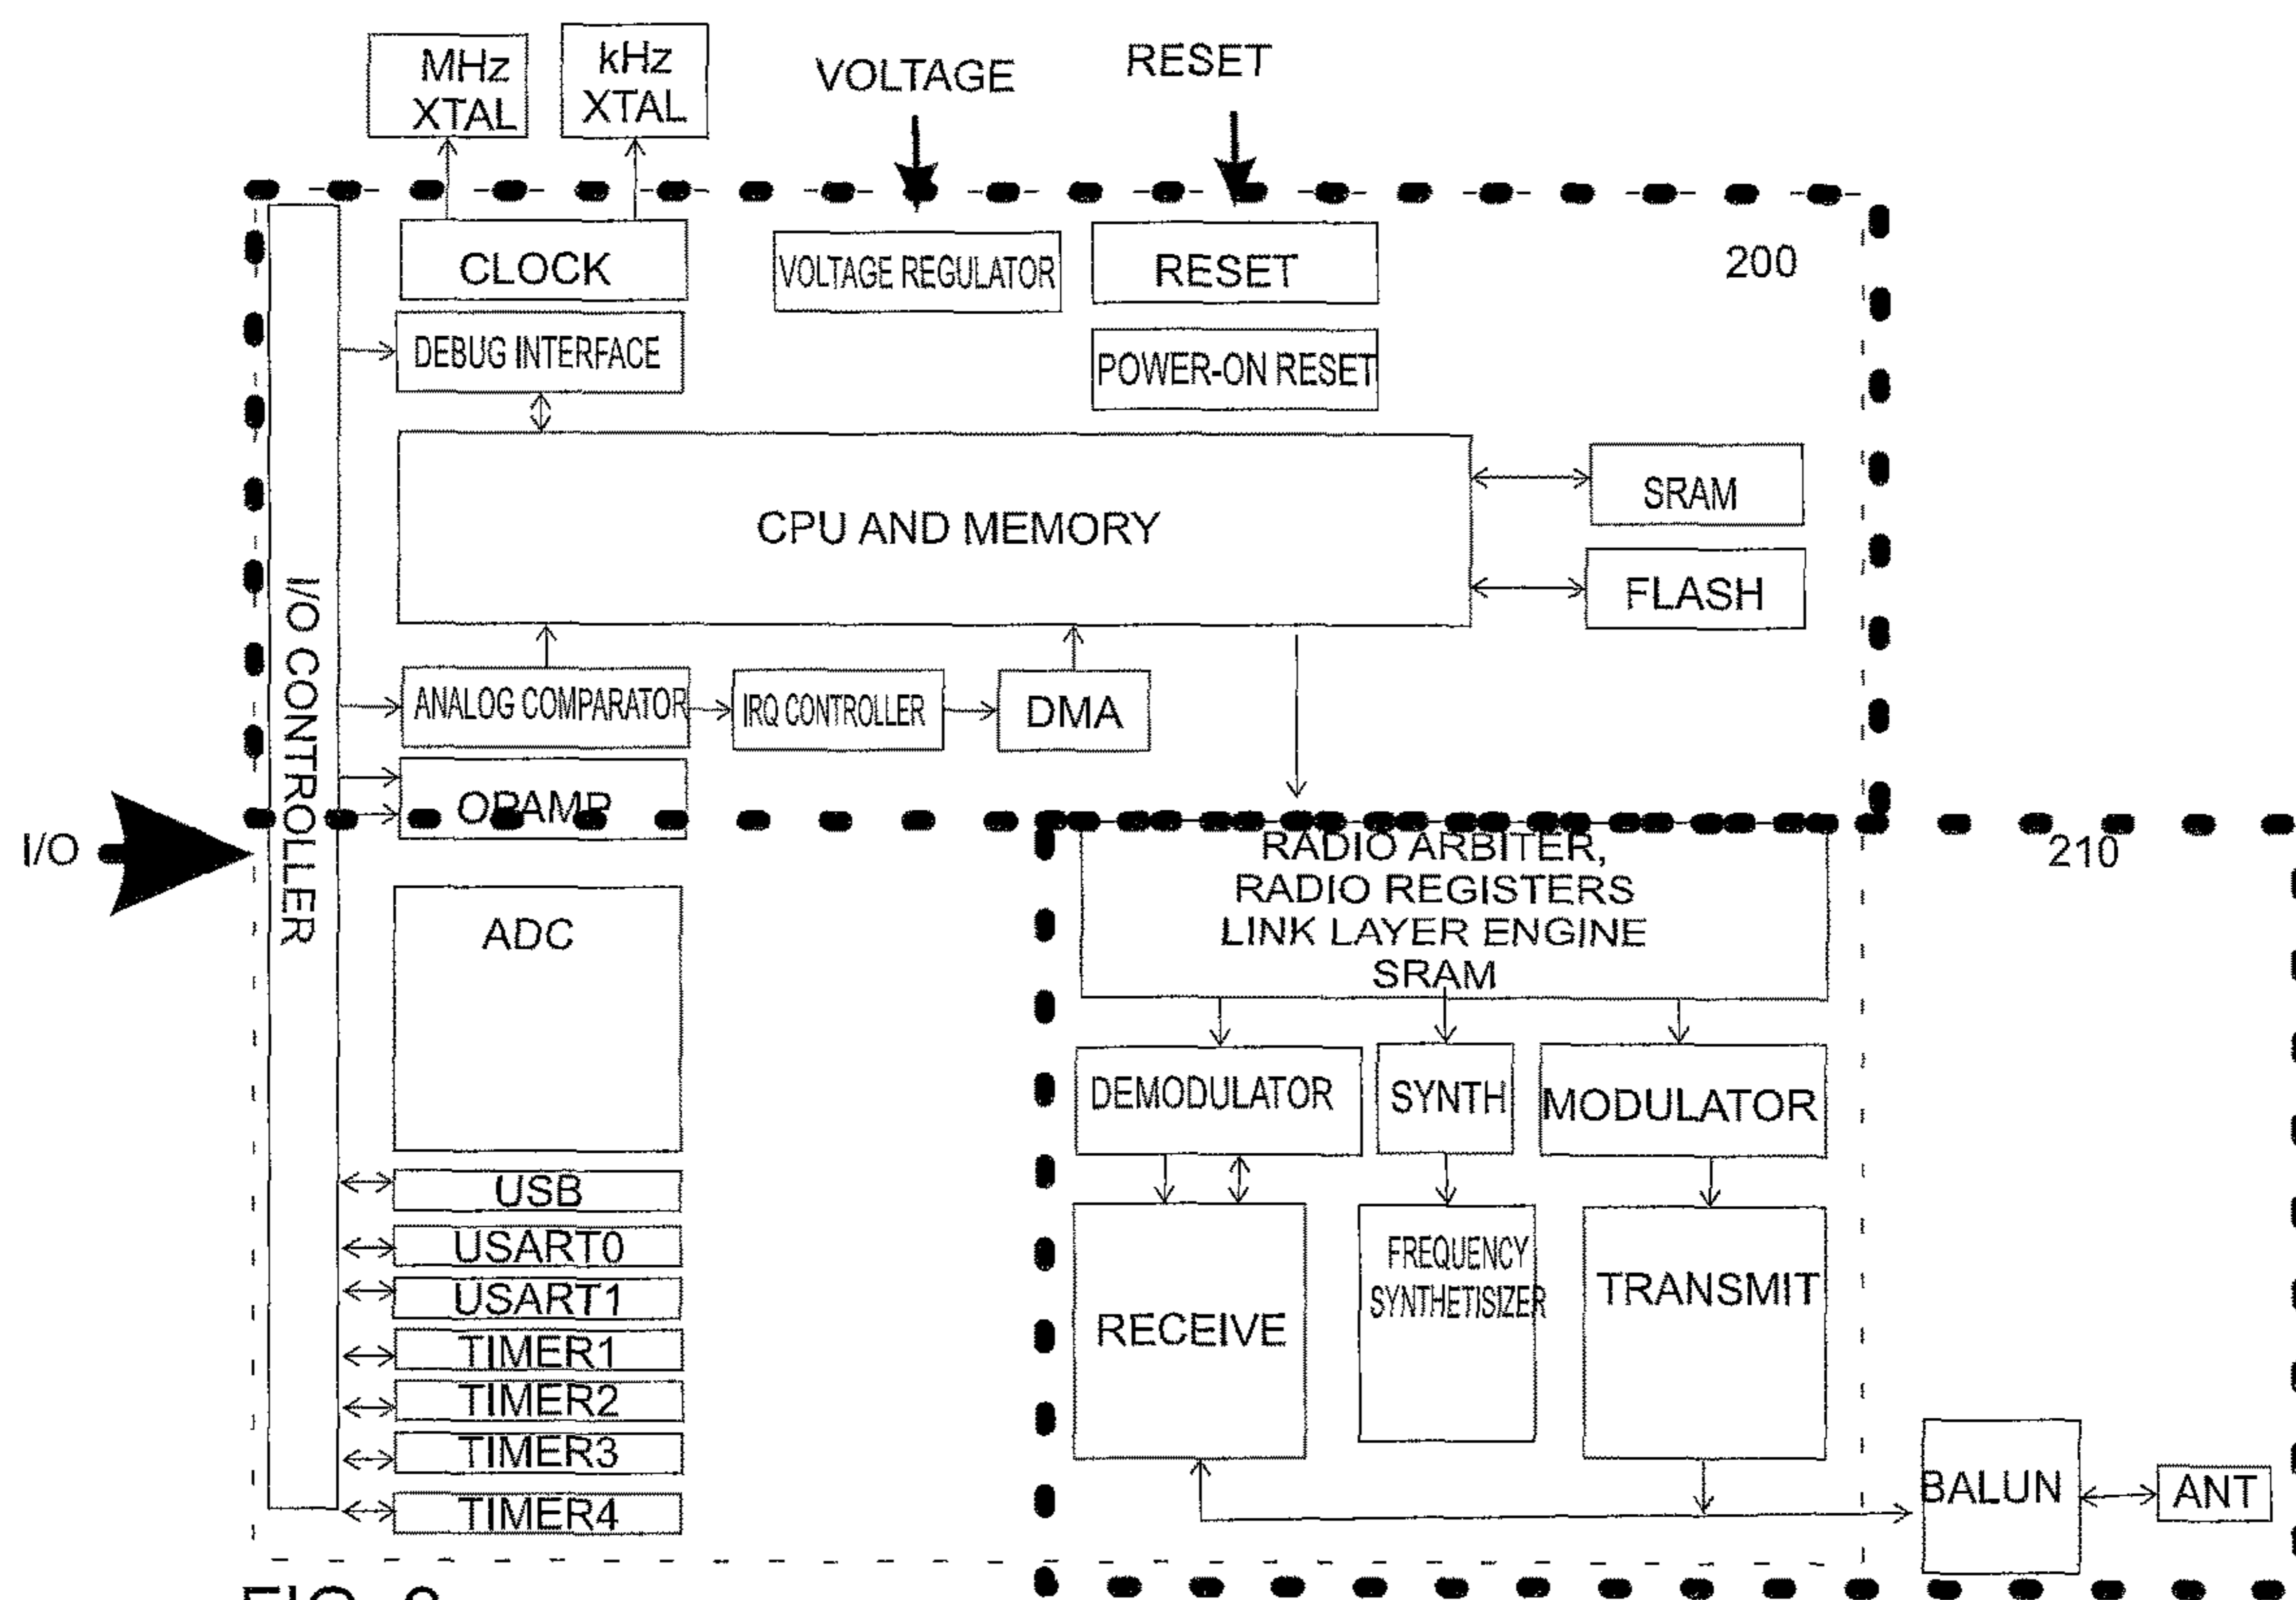 MHz
XTAL
kHz
XTAL
VOLTAGE
RESET
CLOCK
VOLTAGE REGULATOR
RESET
200
DEBUG INTERFACE
POWER-ON RESET
CPU AND MEMORY
SRAM
FLASH
I/O CONTROLLER
ANALOG COMPARATOR
IRQ CONTROLLER
DMA
OPAMP
I/O
210
RADIO ARBITER,
RADIO REGISTERS
LINK LAYER ENGINE
SRAM
ADC
DEMODULATOR
SYNTH
MODULATOR
USB
USART0
USART1
TIMER1
TIMER2
TIMER3
TIMER4
RECEIVE
FREQUENCY
SYNTHETISIZER
TRANSMIT
BALUN
ANT
FIG.